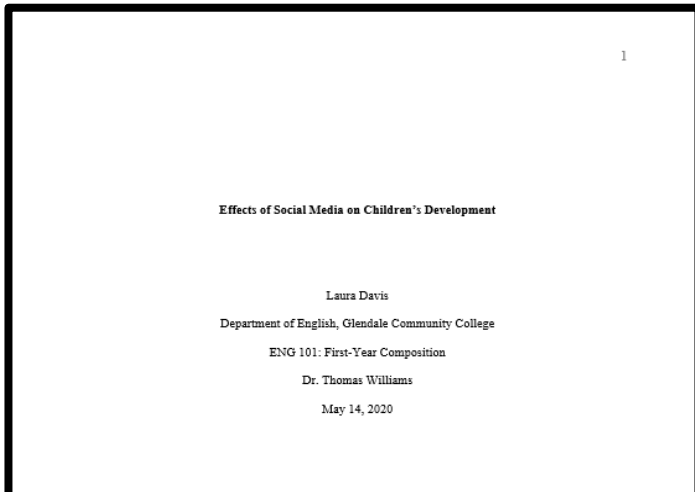 1
Effects of Social Media on Children’s Development
Laura Davis
Department of English, Glendale Community College
ENG 101: First-Year Composition
Dr. Thomas Williams
May 14, 2020